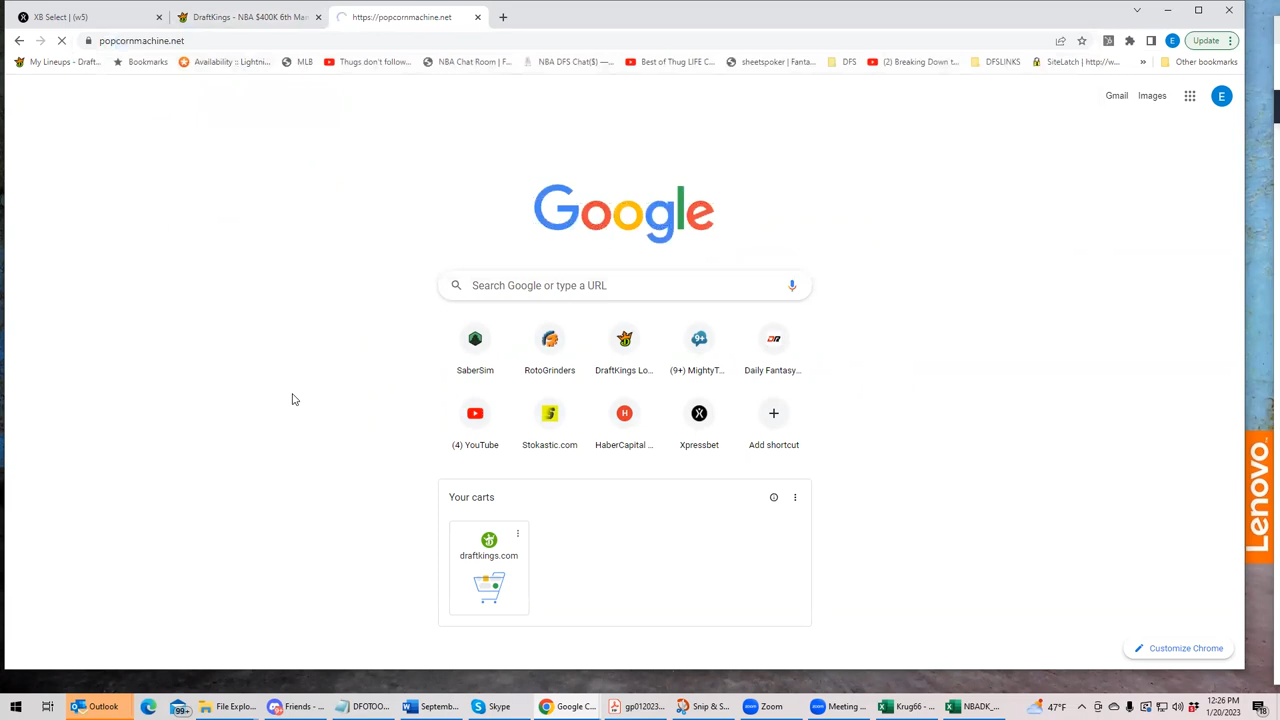 XB Select | (w5)
DraftKings - NBA $400K 6th Mar
https://popcornmachine.net
popcornmachine.net
Update
My Lineups - Draft...
Bookmarks
Availability :: Lightni...
MLB
Thugs don't follow...
NBA Chat Room | F...
NBA DFS Chat($) —...
Best of Thug LIFE C...
sheetspoker | Fanta...
DFS
(2) Breaking Down t...
DFSLINKS
SiteLatch | http://w...
»
Other bookmarks
Gmail
Images
E
Google
Search Google or type a URL
SaberSim
RotoGrinders
DraftKings Lo...
(9+) MightyT...
Daily Fantasy...
(4) YouTube
Stokastic.com
HaberCapital ...
Xpressbet
Add shortcut
Your carts
draftkings.com
Customize Chrome
Lenovo
Outlook
99+
File Explo...
Friends - ...
DFOTOO...
Septemb...
Skype
Google C...
gp012023...
Snip & S...
Zoom
Meeting ...
Krug66 - ...
NBADK_...
47°F
12:26 PM
1/20/2023